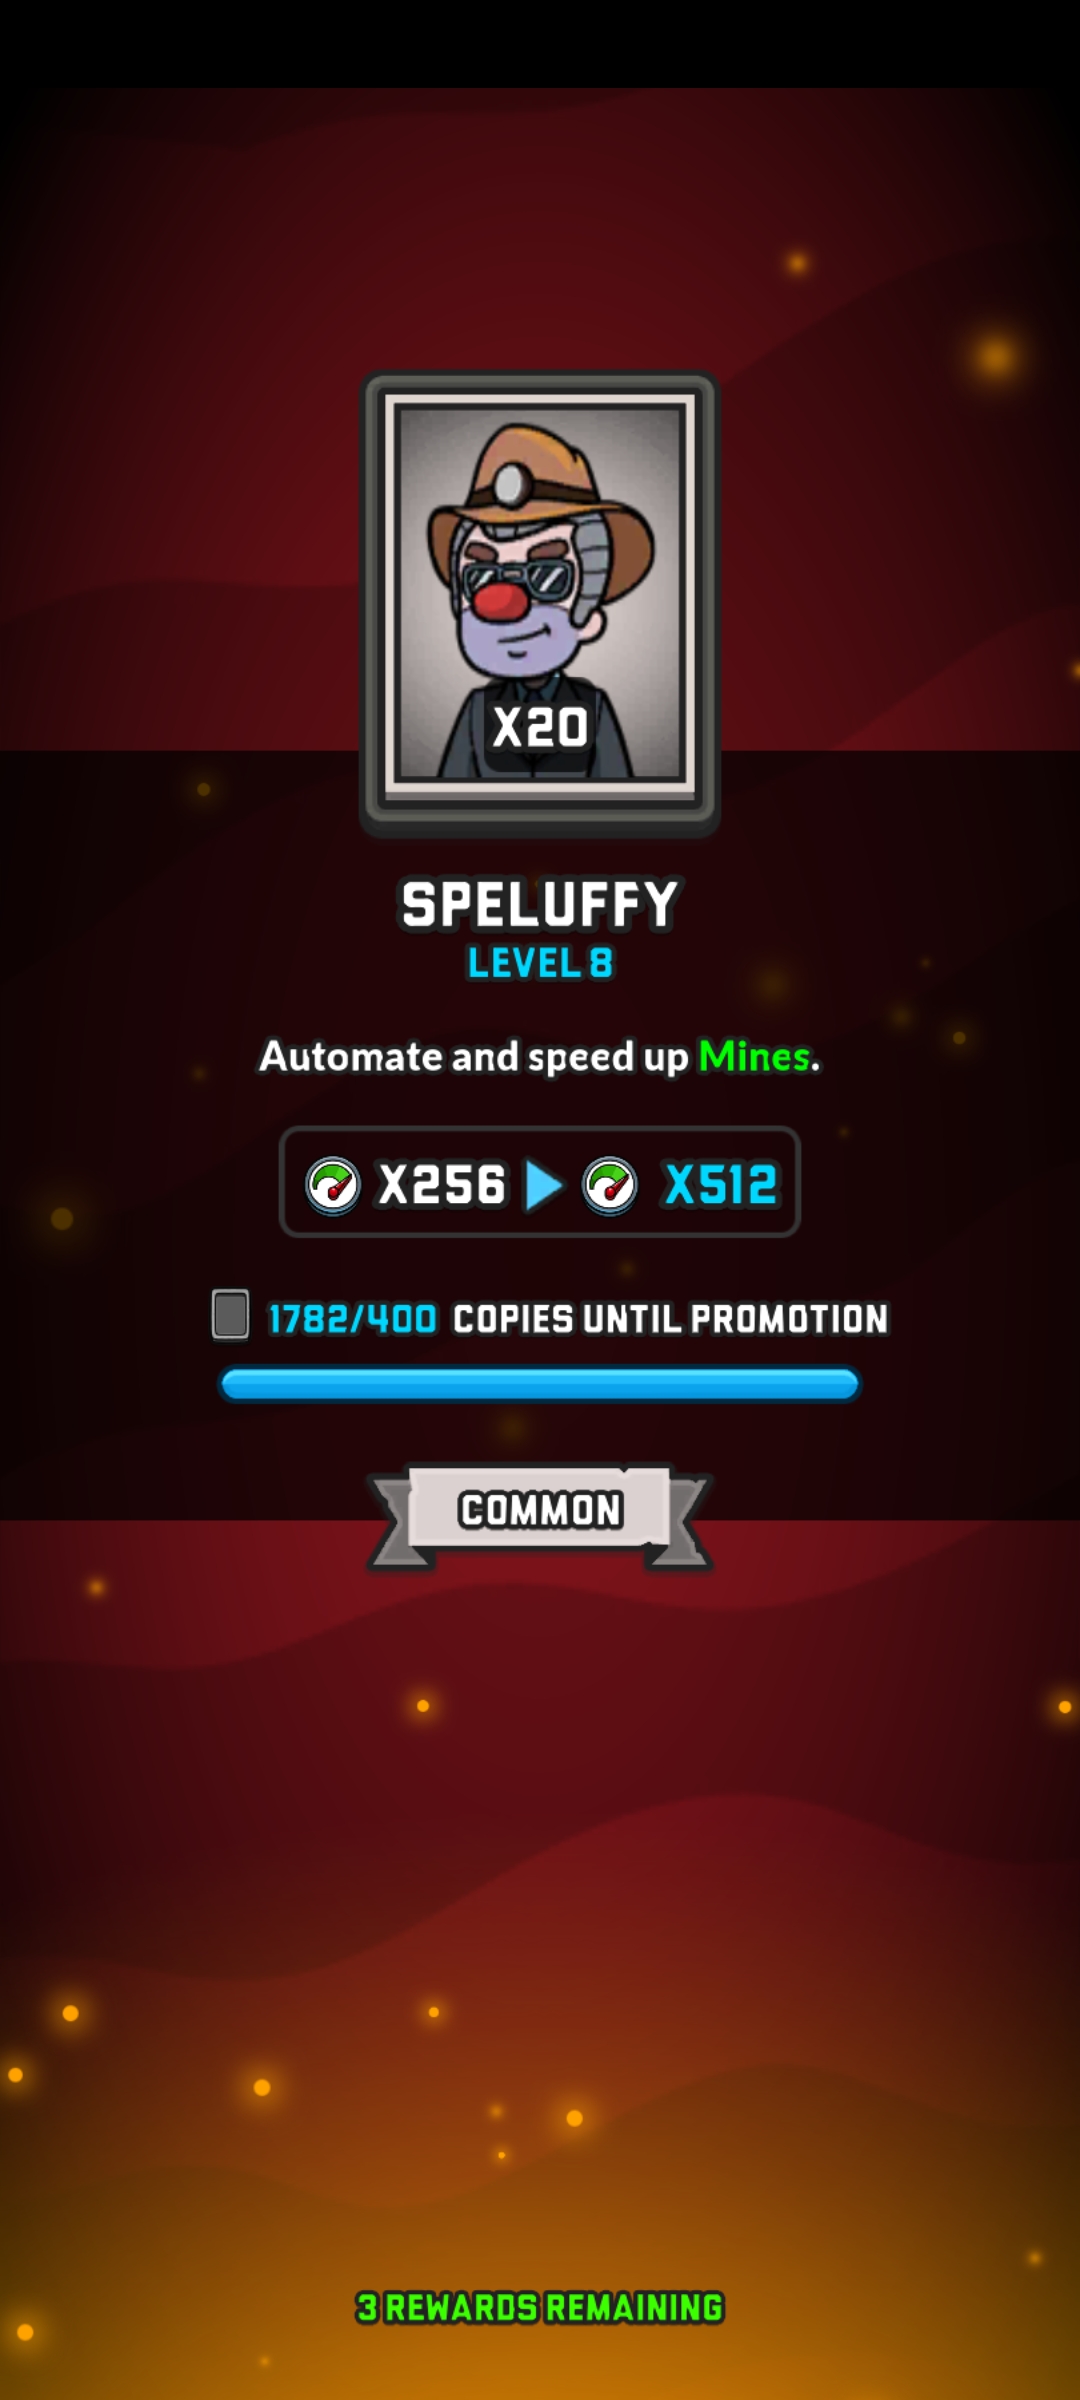 X20
SPELUFFY
LEVEL 8
Automate and speed up Mines.
X256 X512
1782/400 COPIES UNTIL PROMOTION
COMMON
3 REWARDS REMAINING